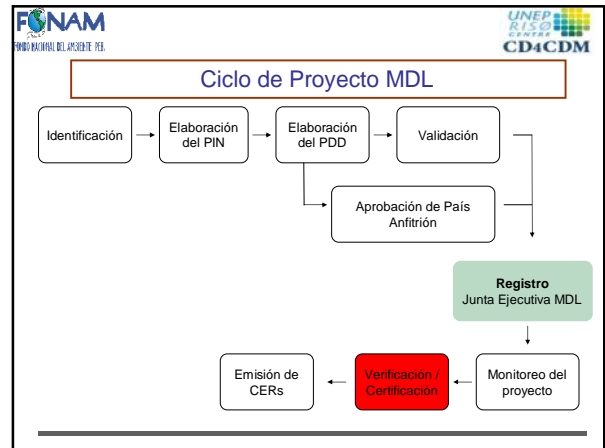 FONAM
FONDO NACIONAL DEL AMBIENTE PERÚ
UNEP
RISØ
CENTRE
CD4CDM
Ciclo de Proyecto MDL
Identificación
Elaboración
del PIN
Elaboración
del PDD
Validación
Aprobación de País
Anfitrión
Registro
Junta Ejecutiva MDL
Emisión de
CERs
Verificación /
Certificación
Monitoreo del
proyecto